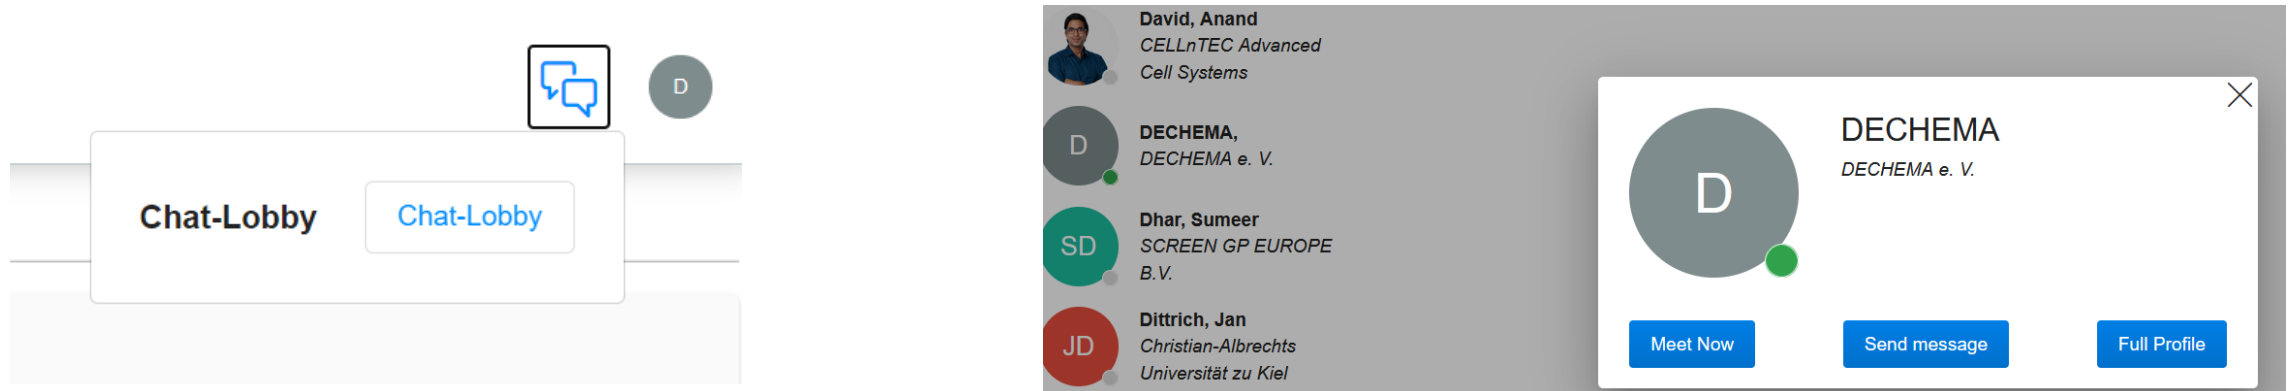 D
Chat-Lobby
Chat-Lobby
David, Anand
CELLnTEC Advanced
Cell Systems
D
DECHEMA,
DECHEMA e. V.
SD
Dhar, Sumeer
SCREEN GP EUROPE
B.V.
JD
Dittrich, Jan
Christian-Albrechts
Universität zu Kiel
D
DECHEMA
DECHEMA e. V.
Meet Now
Send message
Full Profile